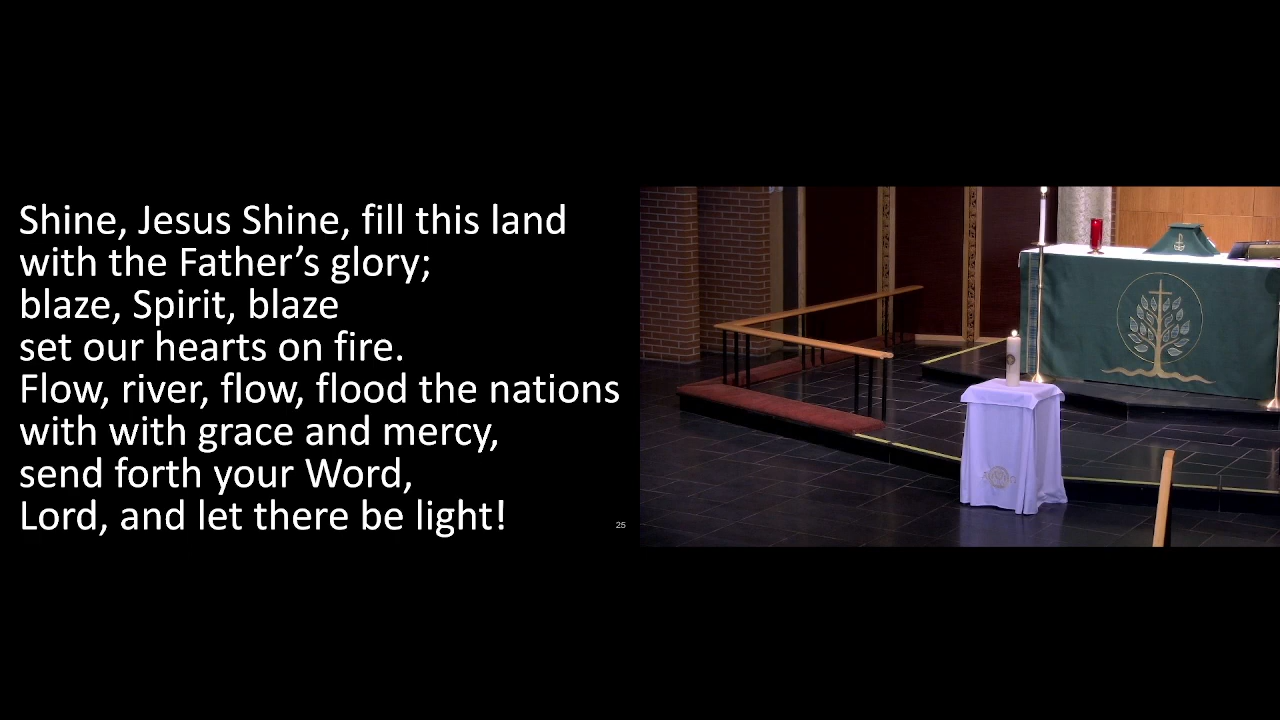 Shine, Jesus Shine, fill this land
with the Father’s glory;
blaze, Spirit, blaze
set our hearts on fire.
Flow, river, flow, flood the nations
with with grace and mercy,
send forth your Word,
Lord, and let there be light!
25